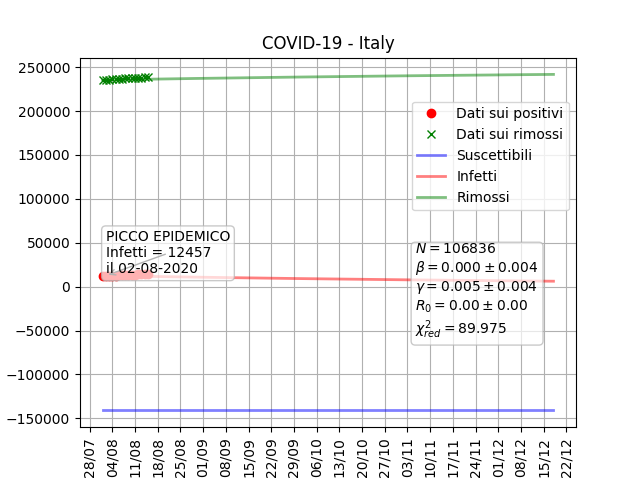 COVID-19 - Italy
250000
200000
150000
100000
50000
0
−50000
−100000
−150000
Dati sui positivi
Dati sui rimossi
Suscettibili
Infetti
Rimossi
PICCO EPIDEMICO
Infetti = 12457
il 02-08-2020
N = 106836
β = 0.000 ± 0.004
γ = 0.005 ± 0.004
R₀ = 0.00 ± 0.00
χ²red = 89.975
28/07
04/08
11/08
18/08
25/08
01/09
08/09
15/09
22/09
29/09
06/10
13/10
20/10
27/10
03/11
10/11
17/11
24/11
01/12
08/12
15/12
22/12